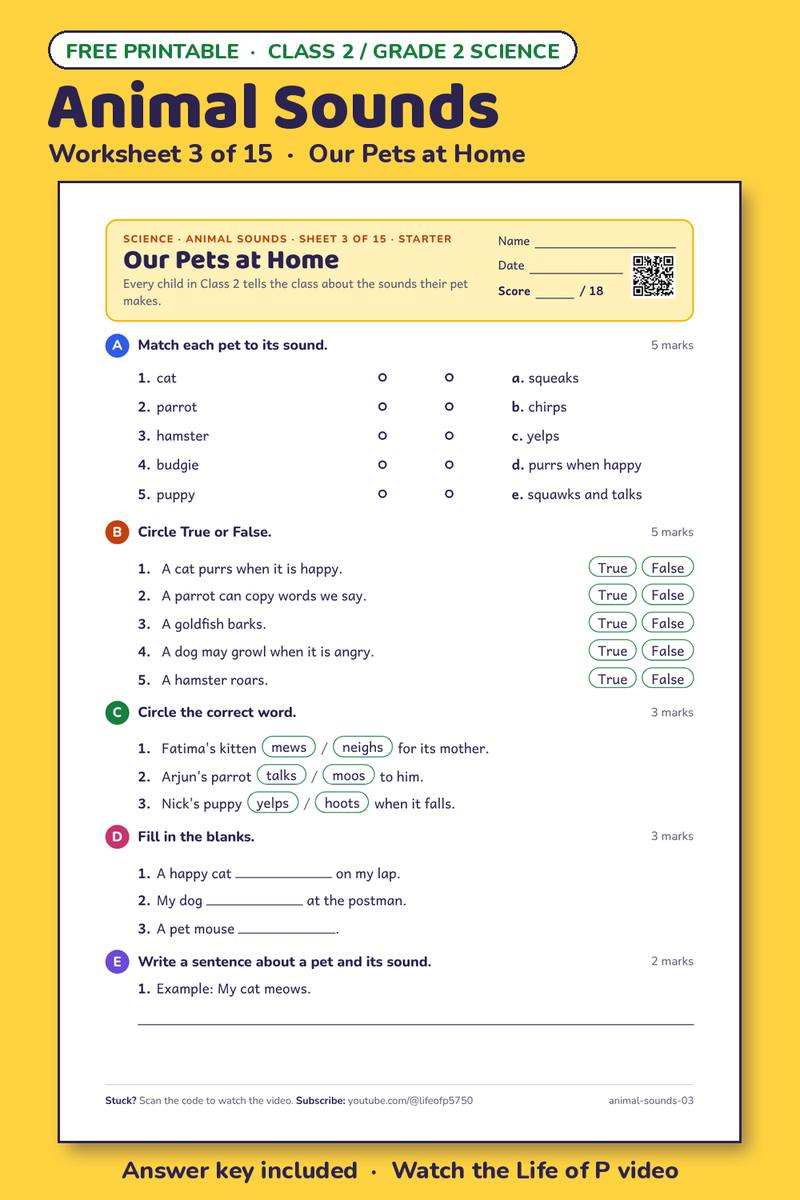 FREE PRINTABLE · CLASS 2 / GRADE 2 SCIENCE
Animal Sounds
Worksheet 3 of 15 · Our Pets at Home
SCIENCE · ANIMAL SOUNDS · SHEET 3 OF 15 · STARTER
Our Pets at Home
Every child in Class 2 tells the class about the sounds their pet
makes.
Name
Date
Score / 18
A Match each pet to its sound. 5 marks
1. cat a. squeaks
2. parrot b. chirps
3. hamster c. yelps
4. budgie d. purrs when happy
5. puppy e. squawks and talks
B Circle True or False. 5 marks
1. A cat purrs when it is happy. True False
2. A parrot can copy words we say. True False
3. A goldfish barks. True False
4. A dog may growl when it is angry. True False
5. A hamster roars. True False
C Circle the correct word. 3 marks
1. Fatima's kitten mews / neighs for its mother.
2. Arjun's parrot talks / moos to him.
3. Nick's puppy yelps / hoots when it falls.
D Fill in the blanks. 3 marks
1. A happy cat ____ on my lap.
2. My dog ____ at the postman.
3. A pet mouse ____.
E Write a sentence about a pet and its sound. 2 marks
1. Example: My cat meows.
Stuck? Scan the code to watch the video. Subscribe: youtube.com/@lifeofp5750 animal-sounds-03
Answer key included · Watch the Life of P video